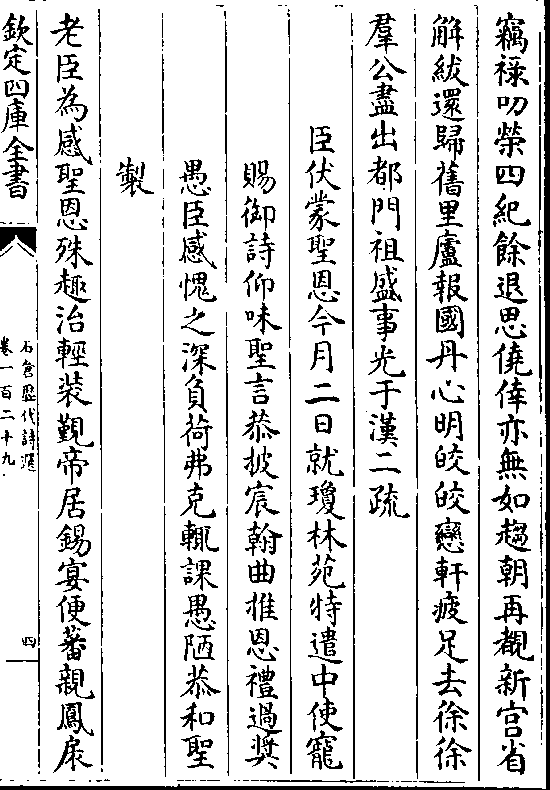 竊祿叨榮四紀餘退思僥倖亦無如趨朝再覩新宫省
解紱還歸舊里廬報國丹心明皎皎戀軒疲足去徐徐
羣公盡出都門祖盛事光于漢二疏
臣伏蒙聖恩今月二日就瓊林苑特遣中使寵
賜御詩仰味聖言恭披宸翰曲推恩禮過奬
愚臣感愧之深負荷弗克輒課愚陋恭和聖
製
老臣為感聖恩殊趣治輕装覲帝居錫宴便蕃親鳳扆
欽定四庫全書
石倉歷代詩選
卷一百二十九
四